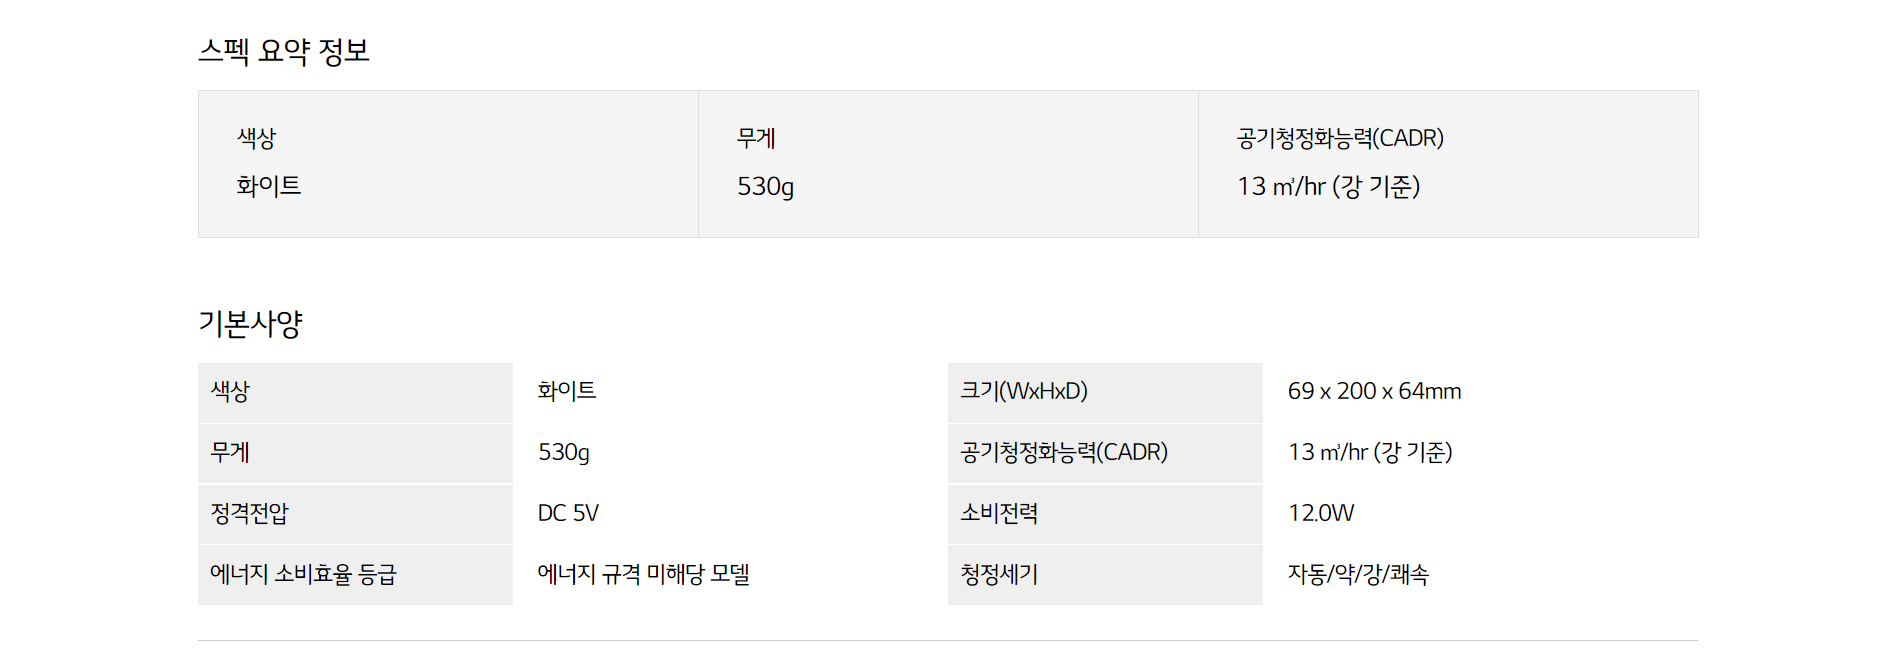 스펙 요약 정보
색상 무게 공기청정화능력(CADR)
화이트 530g 13 ㎥/hr (강 기준)
기본사양
색상 화이트 크기(WxHxD) 69 x 200 x 64mm
무게 530g 공기청정화능력(CADR) 13 ㎥/hr (강 기준)
정격전압 DC 5V 소비전력 12.0W
에너지 소비효율 등급 에너지 규격 미해당 모델 청정세기 자동/약/강/쾌속